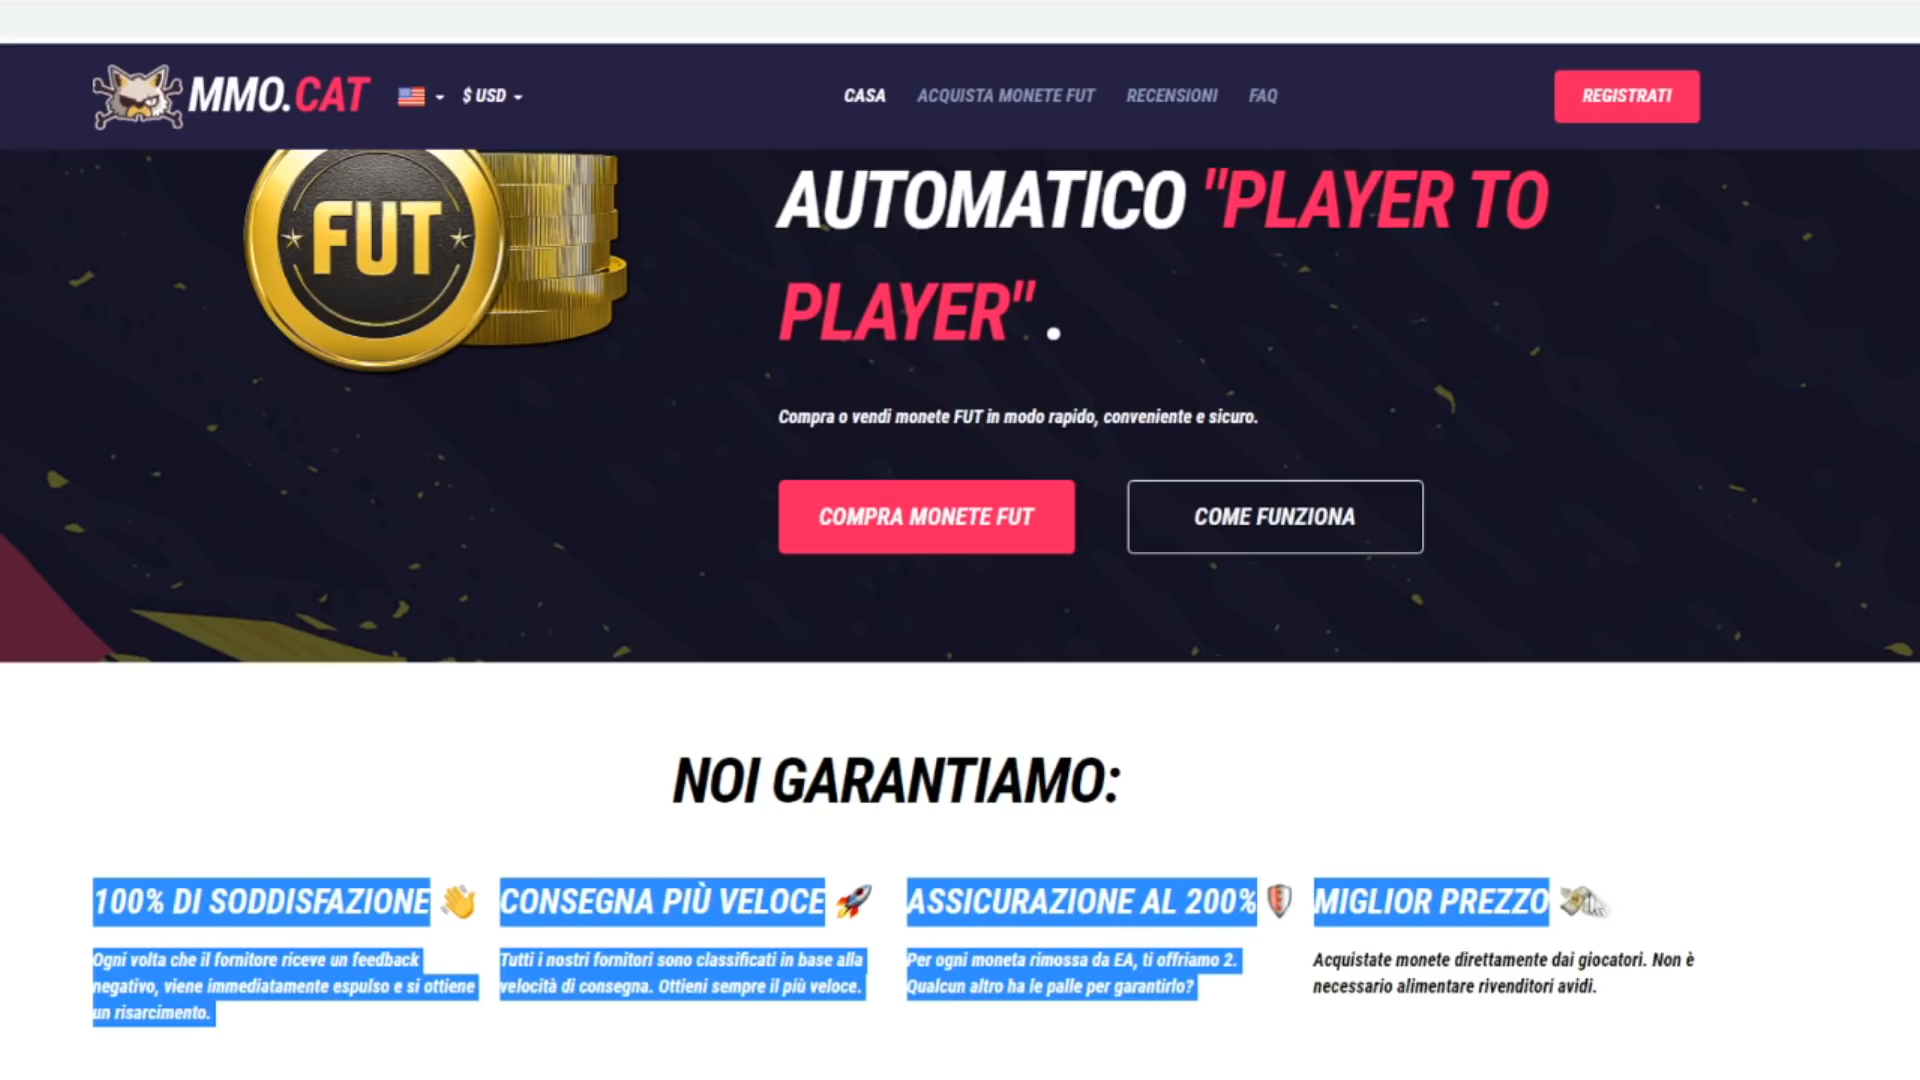 MMO.CAT
$ USD
CASA
ACQUISTA MONETE FUT
RECENSIONI
FAQ
REGISTRATI
FUT
AUTOMATICO "PLAYER TO
PLAYER" .
Compra o vendi monete FUT in modo rapido, conveniente e sicuro.
COMPRA MONETE FUT
COME FUNZIONA
NOI GARANTIAMO:
100% DI SODDISFAZIONE
Ogni volta che il fornitore riceve un feedback
negativo, viene immediatamente espulso e si ottiene
un risarcimento.
CONSEGNA PIÙ VELOCE
Tutti i nostri fornitori sono classificati in base alla
velocità di consegna. Ottieni sempre il più veloce.
ASSICURAZIONE AL 200%
Per ogni moneta rimossa da EA, ti offriamo 2.
Qualcun altro ha le palle per garantirlo?
MIGLIOR PREZZO
Acquistate monete direttamente dai giocatori. Non è
necessario alimentare rivenditori avidi.